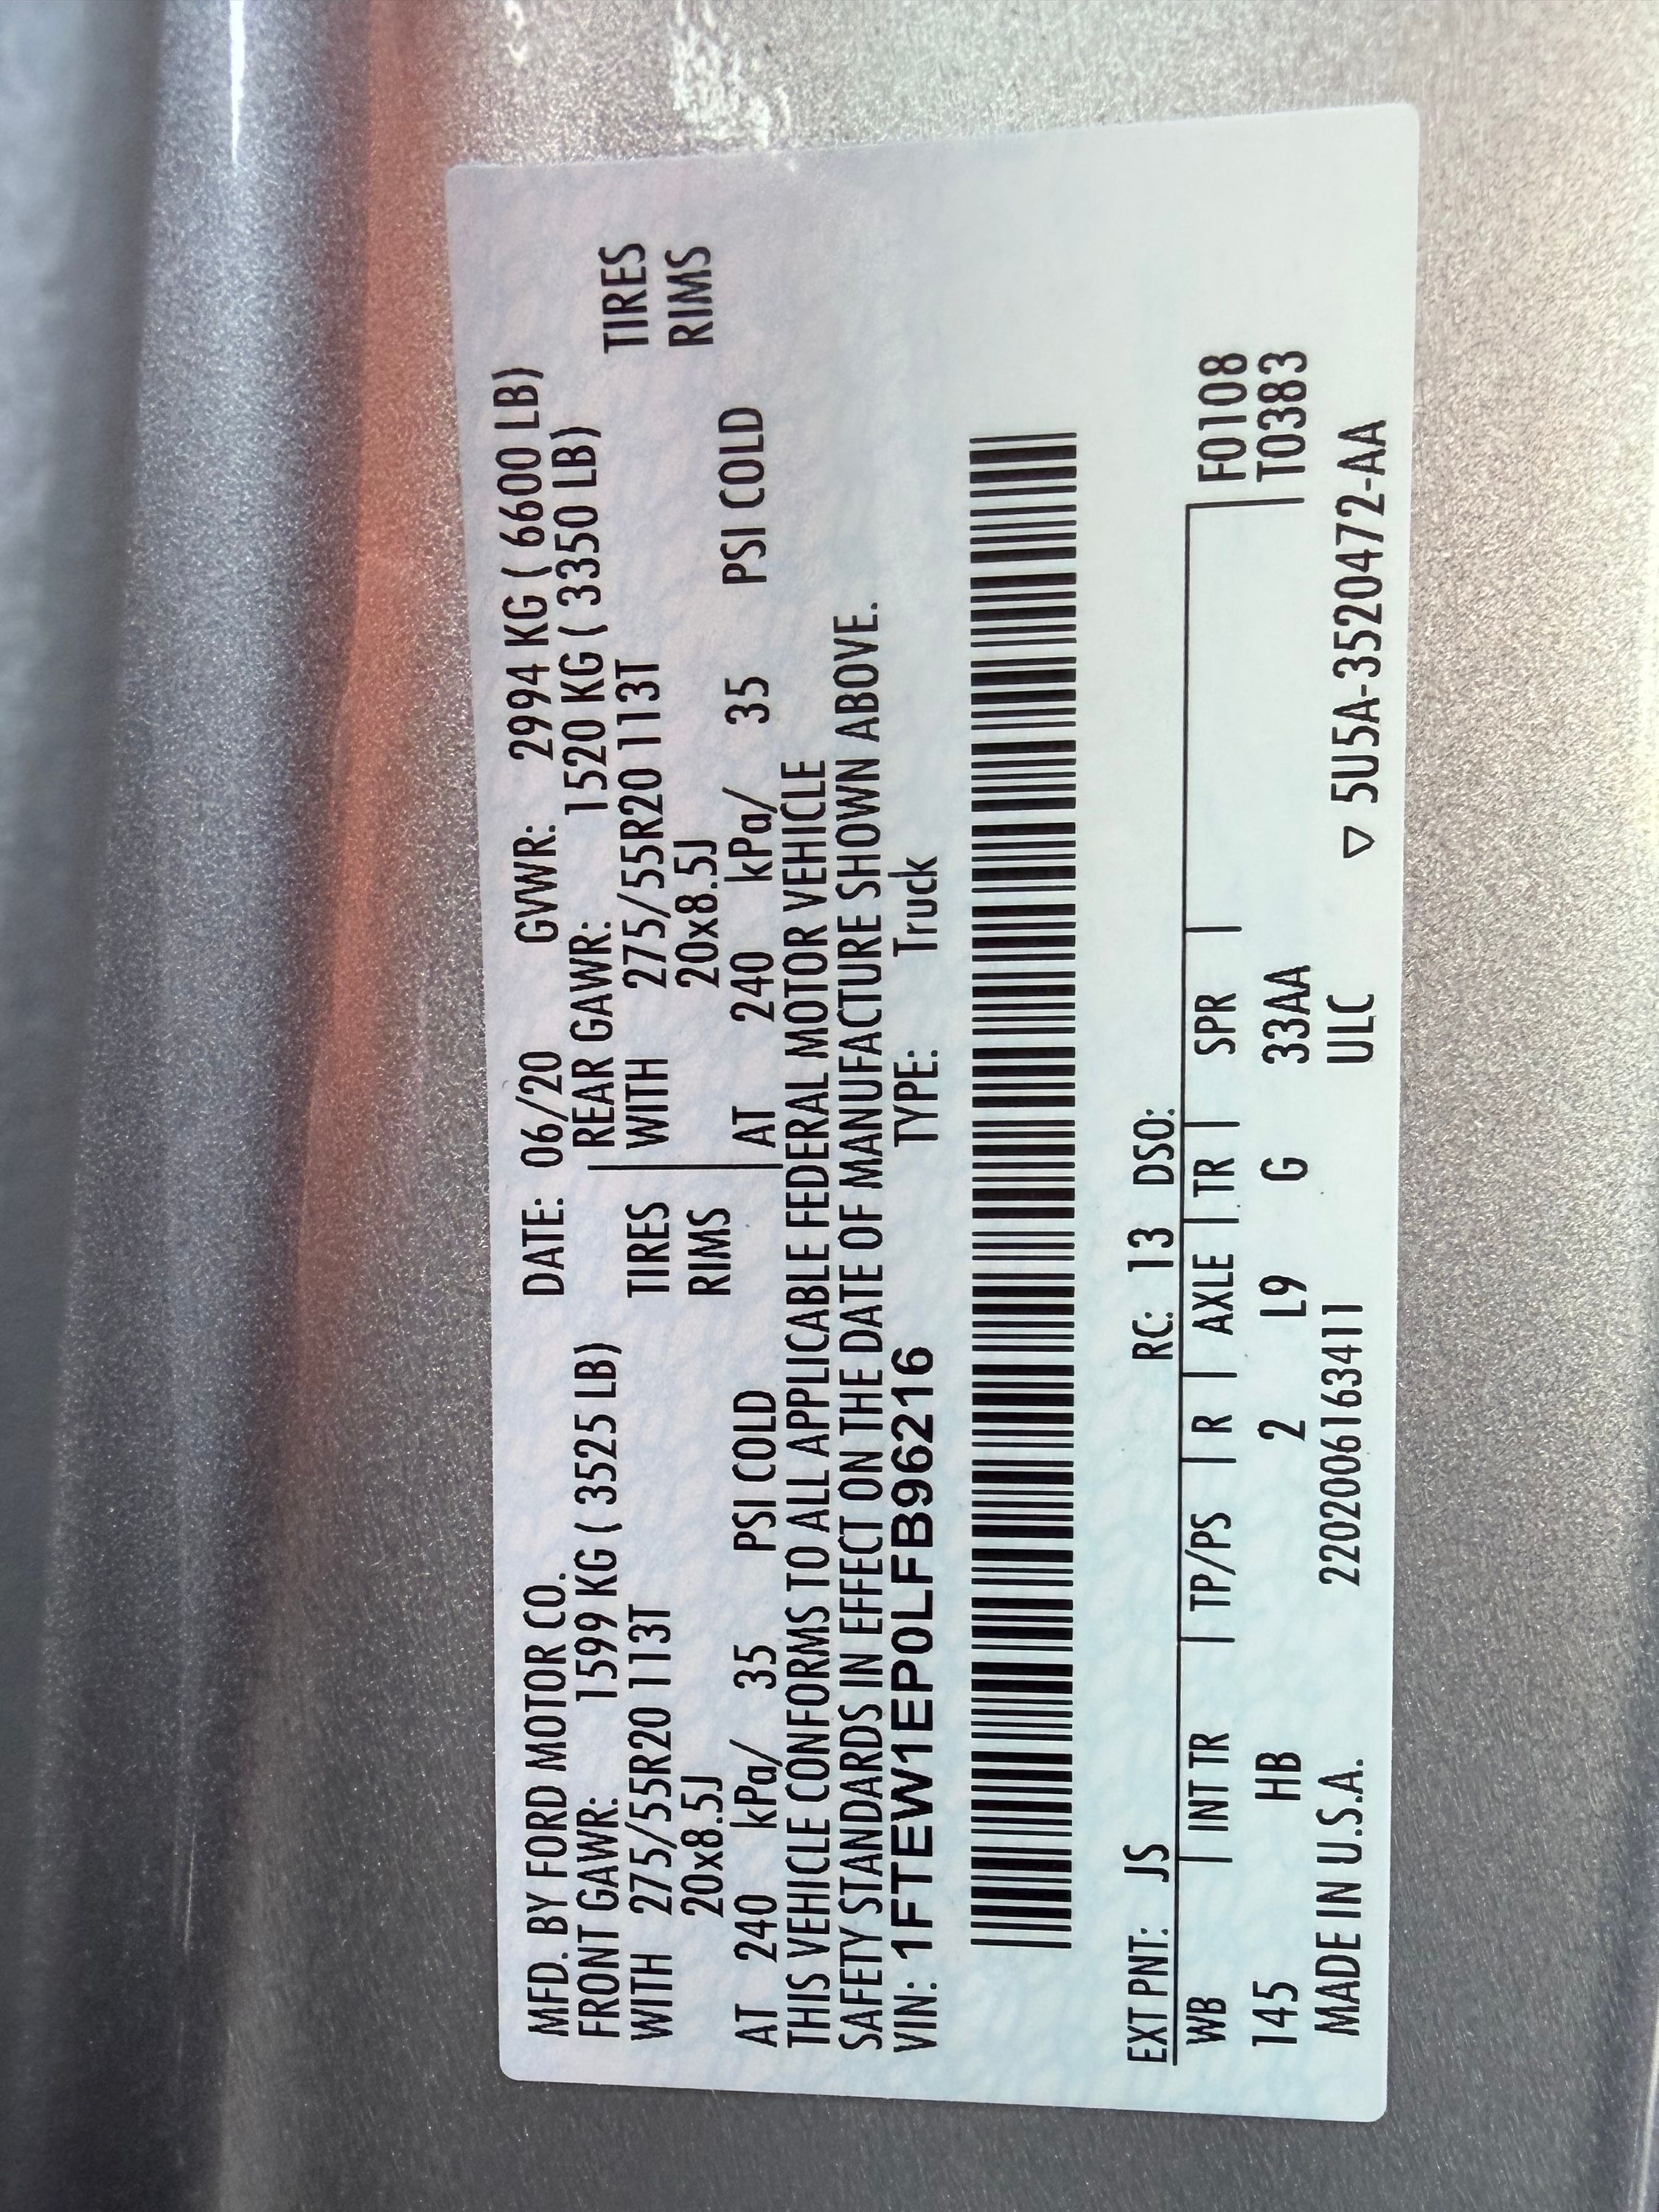 MFD. BY FORD MOTOR CO. DATE: 06/20 GVWR: 2994 KG ( 6600 LB)
FRONT GAWR: 1599 KG ( 3525 LB) REAR GAWR: 1520 KG ( 3350 LB)
WITH 275/55R20 113T TIRES WITH 275/55R20 113T TIRES
20x8.5J RIMS 20x8.5J RIMS
AT 240 kPa/ 35 PSI COLD AT 240 kPa/ 35 PSI COLD
THIS VEHICLE CONFORMS TO ALL APPLICABLE FEDERAL MOTOR VEHICLE
SAFETY STANDARDS IN EFFECT ON THE DATE OF MANUFACTURE SHOWN ABOVE.
VIN: 1FTEW1EP0LFB96216 TYPE: Truck
EXT PNT: JS RC: 13 DSO:
WB INT TR TP/PS R AXLE TR SPR F0108
145 HB 2 L9 G 33AA T0383
MADE IN U.S.A. 220200616341​1 ULC ▽ 5U5A-3520472-AA